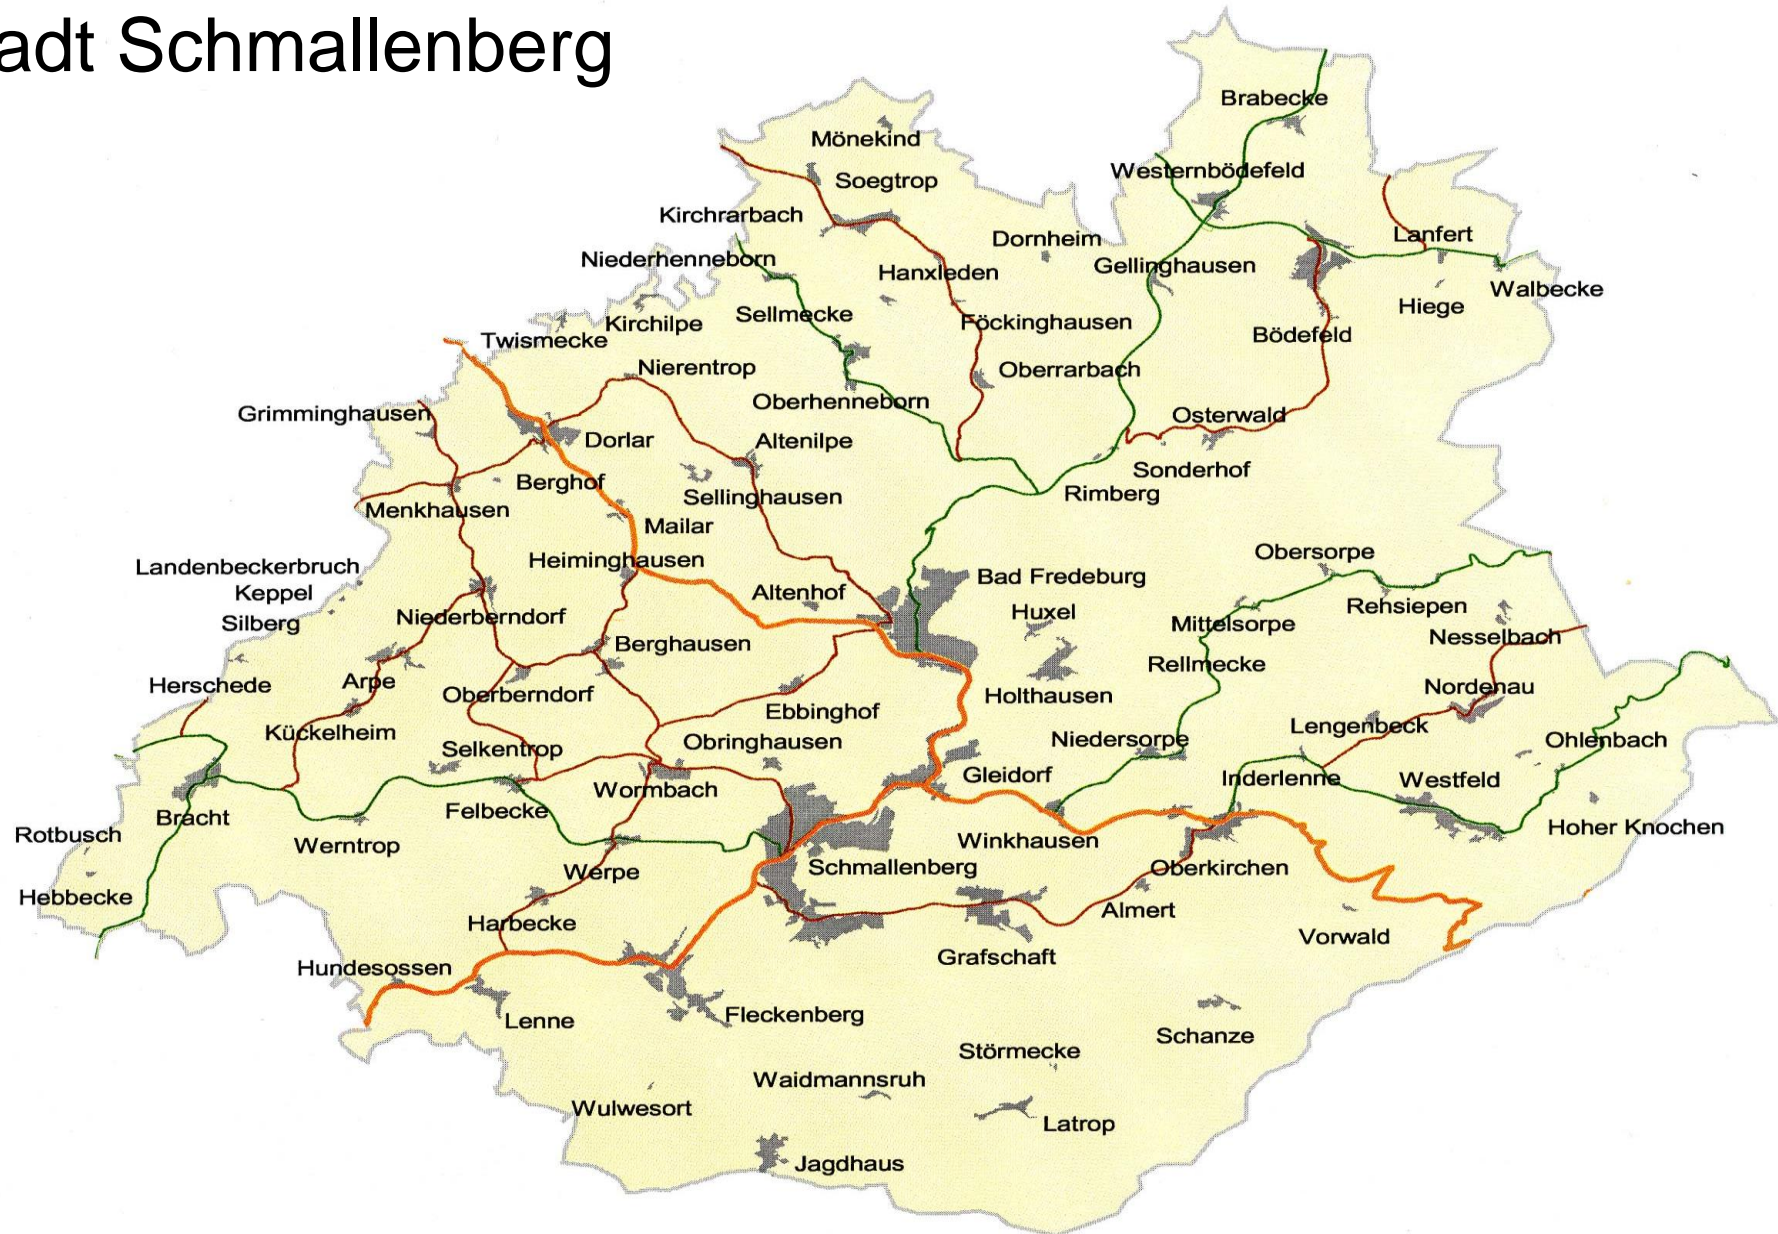 adt Schmallenberg
Brabecke
Mönekind
Westernbödefeld
Soegtrop
Kirchrarbach
Lanfert
Dornheim
Niederhenneborn
Gellinghausen
Hanxleden
Walbecke
Hiege
Sellmecke
Kirchilpe
Föckinghausen
Bödefeld
Twismecke
Nierentrop
Oberrarbach
Oberhenneborn
Grimminghausen
Osterwald
Dorlar
Altenilpe
Sonderhof
Berghof
Rimberg
Sellinghausen
Menkhausen
Mailar
Obersorpe
Heiminghausen
Landenbeckerbruch
Bad Fredeburg
Altenhof
Keppel
Rehsiepen
Huxel
Niederberndorf
Silberg
Mittelsorpe
Nesselbach
Berghausen
Rellmecke
Herschede
Arpe
Nordenau
Oberberndorf
Holthausen
Ebbinghof
Lengenbeck
Kückelheim
Niedersorpe
Ohlenbach
Obringhausen
Selkentrop
Gleidorf
Inderlenne
Westfeld
Wormbach
Felbecke
Bracht
Hoher Knochen
Rotbusch
Winkhausen
Werntrop
Schmallenberg
Oberkirchen
Werpe
Hebbecke
Almert
Harbecke
Vorwald
Grafschaft
Hundesossen
Fleckenberg
Lenne
Schanze
Störmecke
Waidmannsruh
Wulwesort
Latrop
Jagdhaus